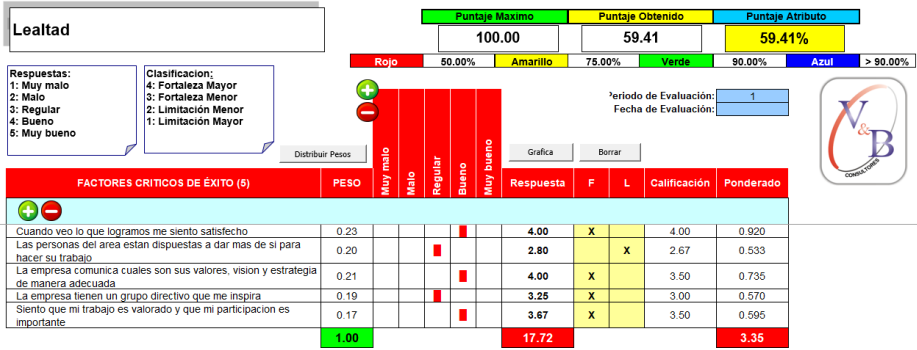 Lealtad
Puntaje Maximo Puntaje Obtenido Puntaje Atributo
100.00 59.41 59.41%
Rojo 50.00% Amarillo 75.00% Verde 90.00% Azul > 90.00%
Respuestas:
1: Muy malo
2: Malo
3: Regular
4: Bueno
5: Muy bueno
Clasificacion:
4: Fortaleza Mayor
3: Fortaleza Menor
2: Limitación Menor
1: Limitación Mayor
Periodo de Evaluación: 1
Fecha de Evaluación:
Distribuir Pesos
Grafica Borrar
V&B
CONSULTORES
FACTORES CRITICOS DE ÉXITO (5) PESO Muy malo Malo Regular Bueno Muy bueno Respuesta F L Calificación Ponderado
Cuando veo lo que logramos me siento satisfecho 0.23 4.00 X 4.00 0.920
Las personas del area estan dispuestas a dar mas de si para
hacer su trabajo 0.20 2.80 X 2.67 0.533
La empresa comunica cuales son sus valores, vision y estrategia
de manera adecuada 0.21 4.00 X 3.50 0.735
La empresa tienen un grupo directivo que me inspira 0.19 3.25 X 3.00 0.570
Siento que mi trabajo es valorado y que mi participacion es
importante 0.17 3.67 X 3.50 0.595
1.00 17.72 3.35